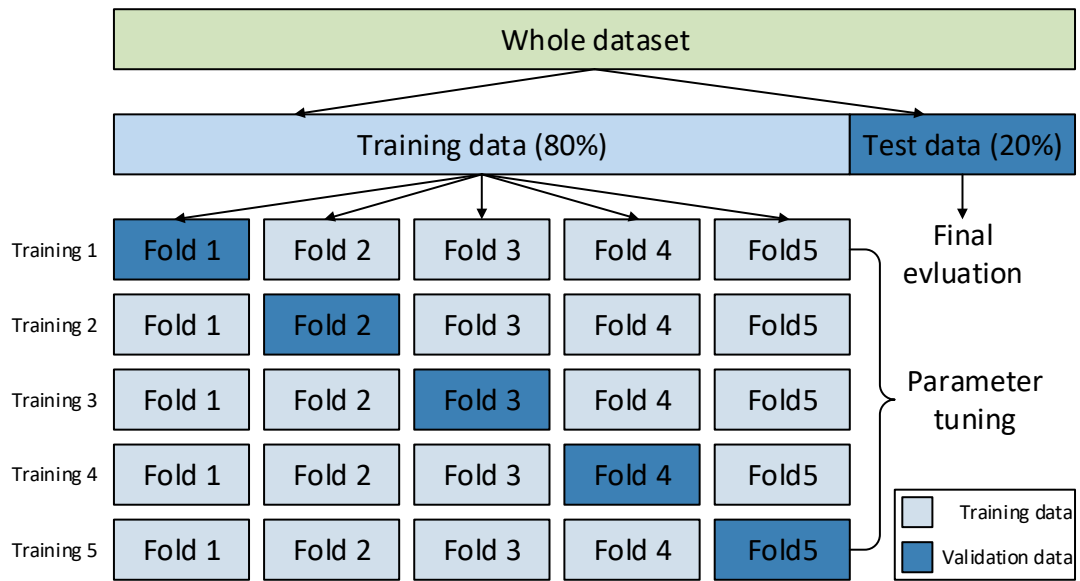 Whole dataset
Training data (80%)
Test data (20%)
Training 1
Fold 1
Fold 2
Fold 3
Fold 4
Fold5
Final
evluation
Training 2
Fold 1
Fold 2
Fold 3
Fold 4
Fold5
Training 3
Fold 1
Fold 2
Fold 3
Fold 4
Fold5
Parameter
tuning
Training 4
Fold 1
Fold 2
Fold 3
Fold 4
Fold5
Training 5
Fold 1
Fold 2
Fold 3
Fold 4
Fold5
Training data
Validation data